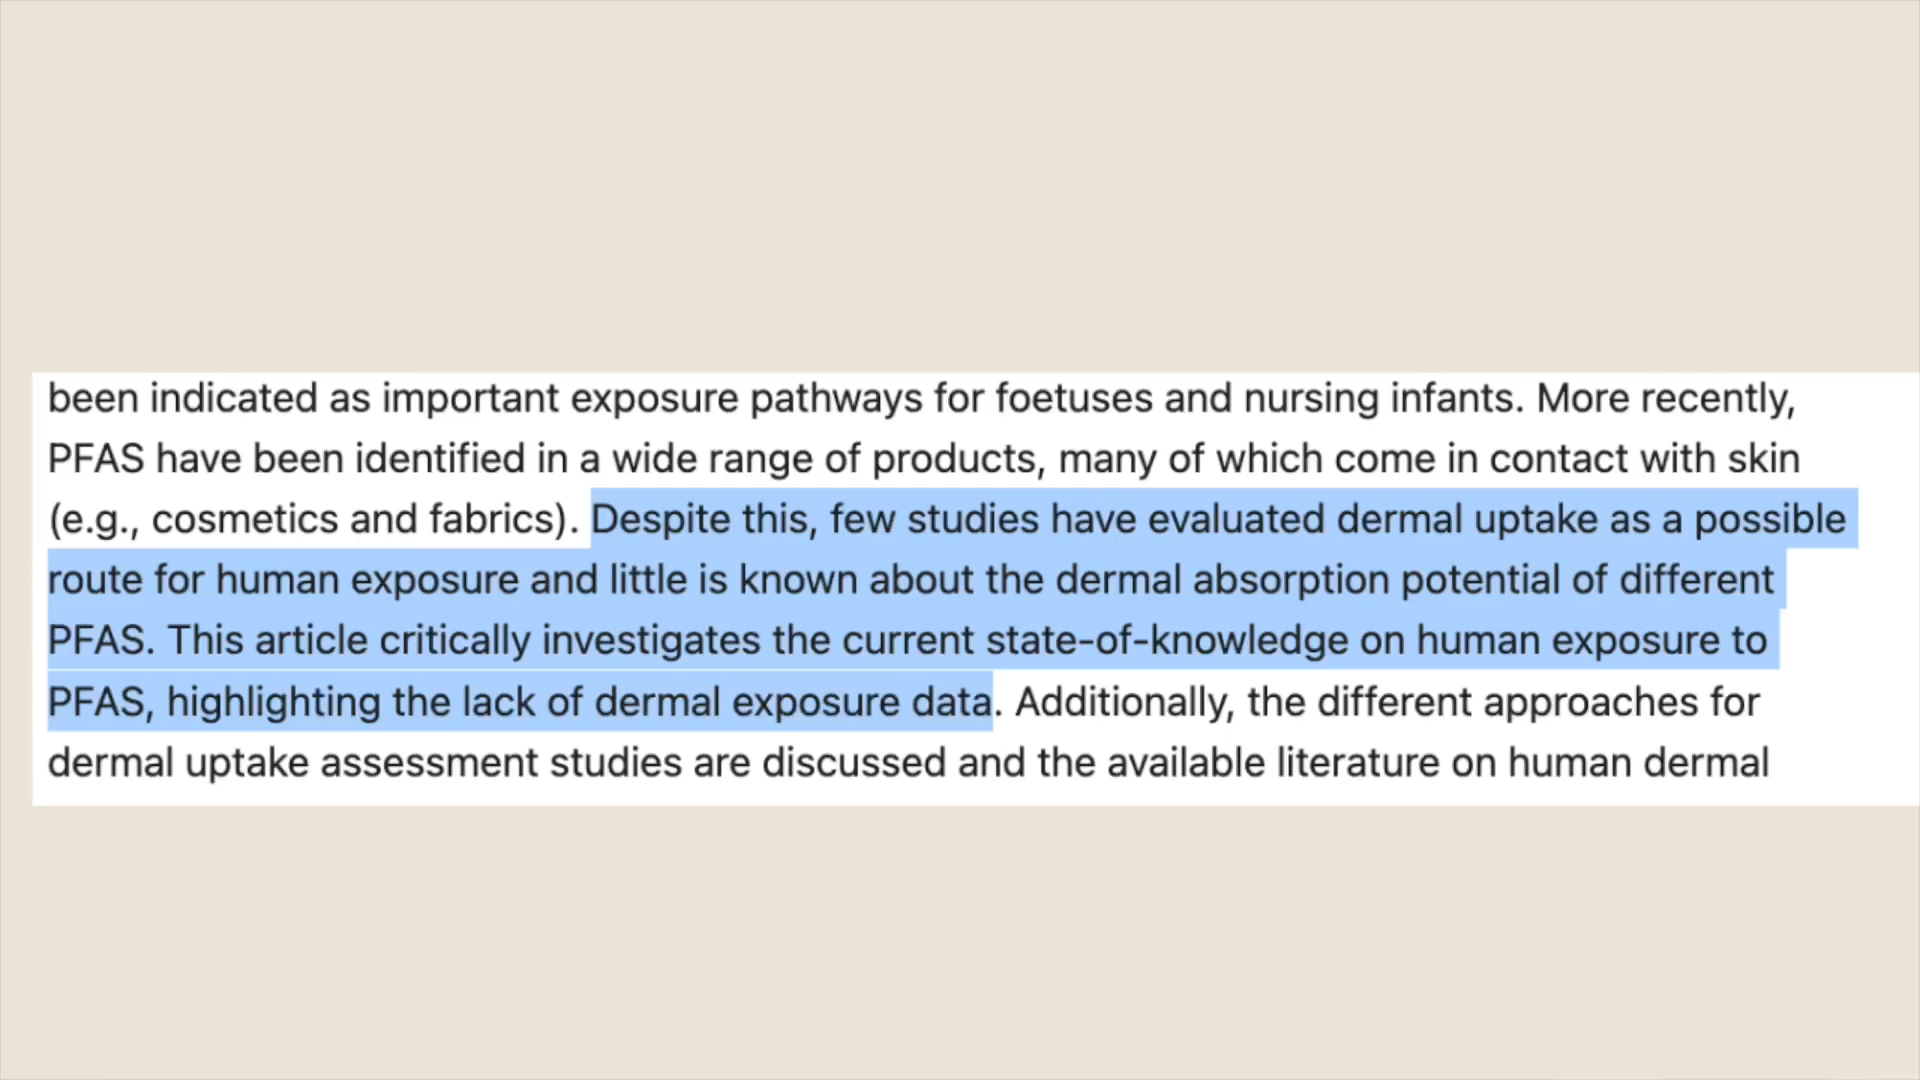 been indicated as important exposure pathways for foetuses and nursing infants. More recently,
PFAS have been identified in a wide range of products, many of which come in contact with skin
(e.g., cosmetics and fabrics). Despite this, few studies have evaluated dermal uptake as a possible
route for human exposure and little is known about the dermal absorption potential of different
PFAS. This article critically investigates the current state-of-knowledge on human exposure to
PFAS, highlighting the lack of dermal exposure data. Additionally, the different approaches for
dermal uptake assessment studies are discussed and the available literature on human dermal